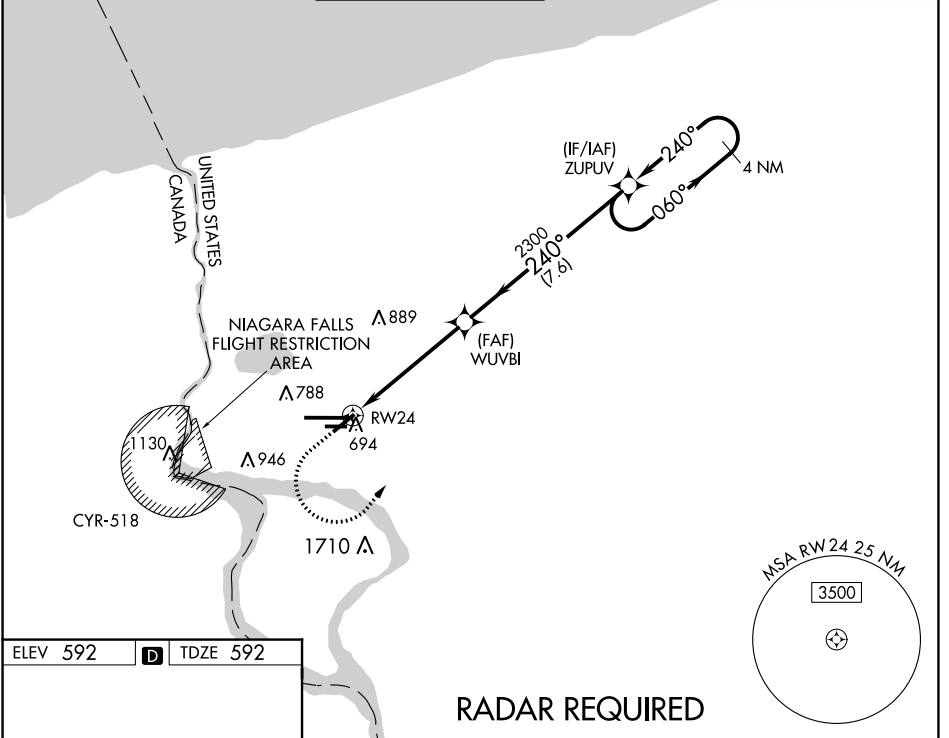 UNITED STATES
CANADA
(IF/IAF)
ZUPUV
240°
4 NM
060°
2300
240°
(7.6)
NIAGARA FALLS
FLIGHT RESTRICTION
AREA
889
(FAF)
WUVBI
788
RW24
694
1130
946
CYR-518
1710
MSA RW24 25 NM
3500
ELEV 592 D TDZE 592
RADAR REQUIRED